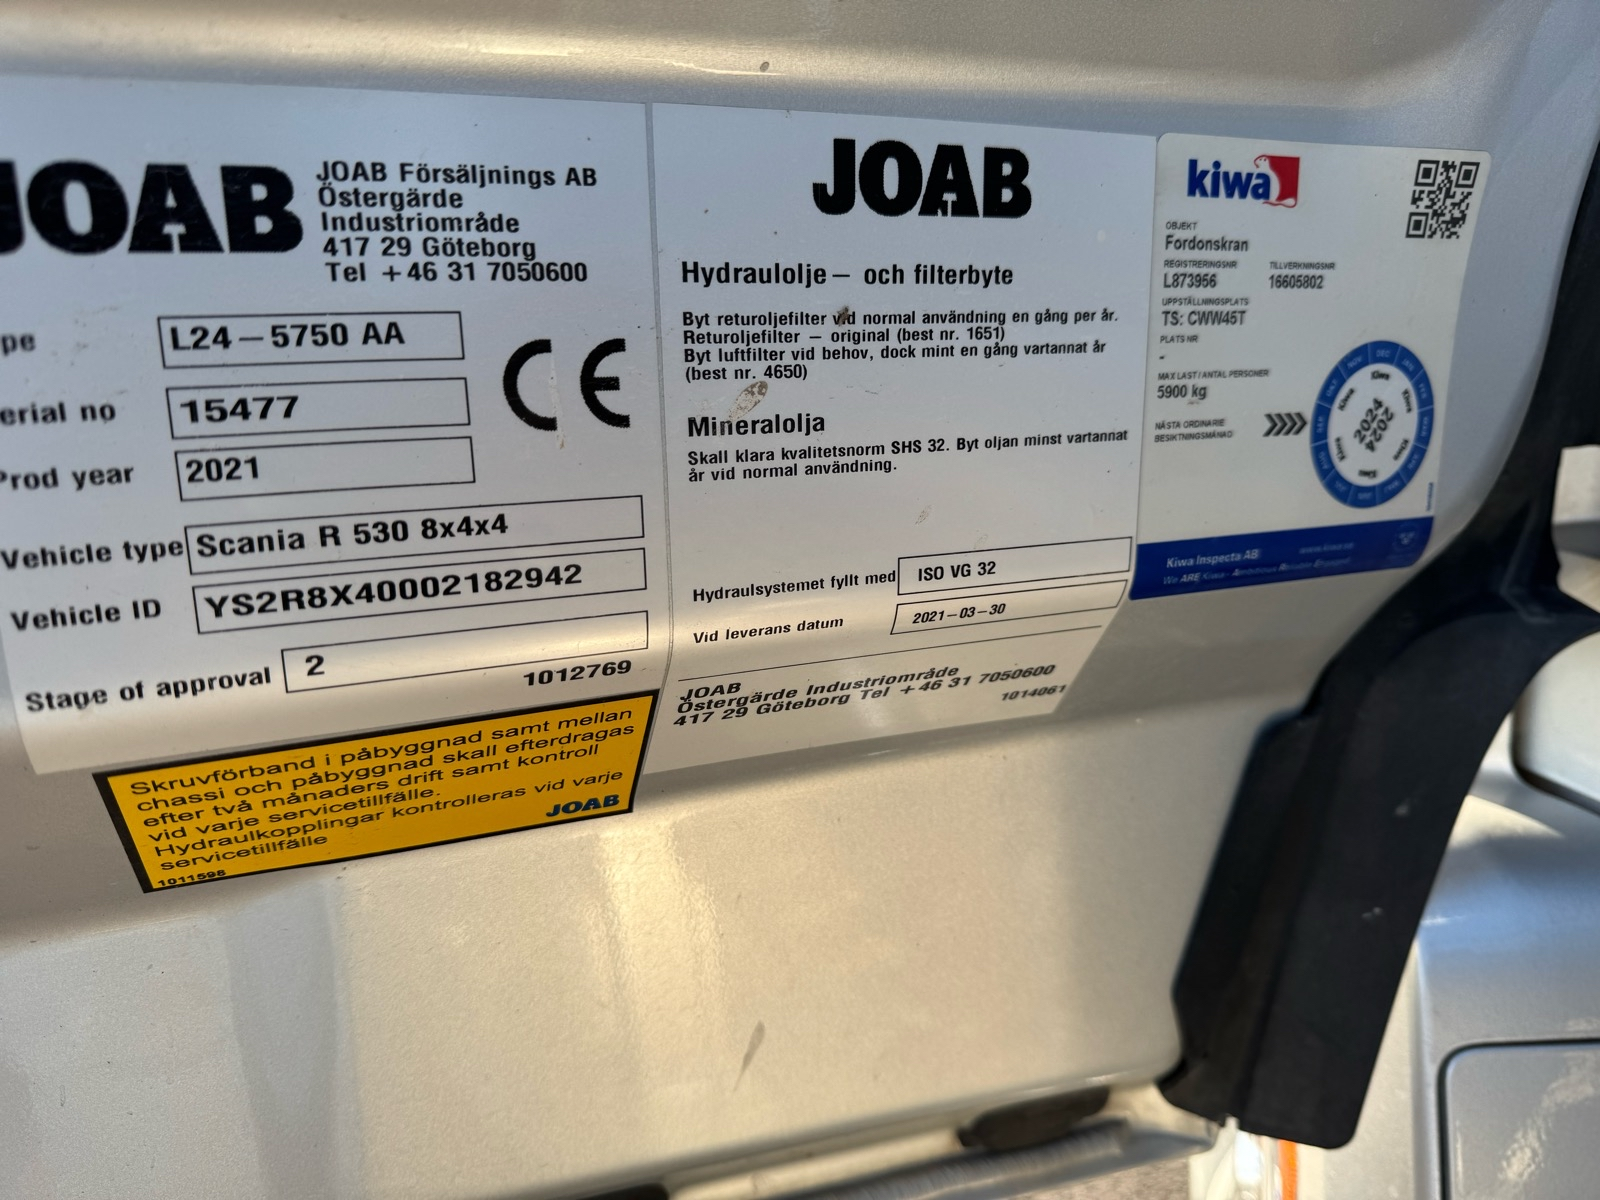 JOAB
JOAB Försäljnings AB
Östergärde
Industriområde
417 29 Göteborg
Tel +46 31 7050600
pe L24-5750 AA
CE
erial no 15477
Prod year 2021
Vehicle type Scania R 530 8x4x4
Vehicle ID YS2R8X40002182942
Stage of approval 2
1012769
Skruvförband i påbyggnad samt mellan
chassi och påbyggnad skall efterdragas
efter två månaders drift samt kontroll
vid varje servicetillfälle.
Hydraulkopplingar kontrolleras vid varje
servicetillfälle
JOAB
1011598
JOAB
Hydraulolje- och filterbyte
Byt returoljefilter vid normal användning en gång per år.
Returoljefilter - original (best nr. 1651)
Byt luftfilter vid behov, dock mint en gång vartannat år
(best nr. 4650)
Mineralolja
Skall klara kvalitetsnorm SHS 32. Byt oljan minst vartannat
år vid normal användning.
Hydraulsystemet fyllt med ISO VG 32
Vid leverans datum 2021-03-30
JOAB
Östergärde Industriområde
417 29 Göteborg Tel +46 31 7050600
1014061
kiwa
OBJEKT
Fordonskran
REGISTRERINGSNR TILLVERKNINGSNR
L873956 16605802
UPPSTÄLLNINGSPLATS
TS: CWW45T
PLATS NR
-
MAX LAST/ANTAL PERSONER
5900 kg
NÄSTA ORDINARIE
BESIKTNINGSMÅNAD
2024
2024
Kiwa
Kiwa
Kiwa
Kiwa
Kiwa Inspecta AB